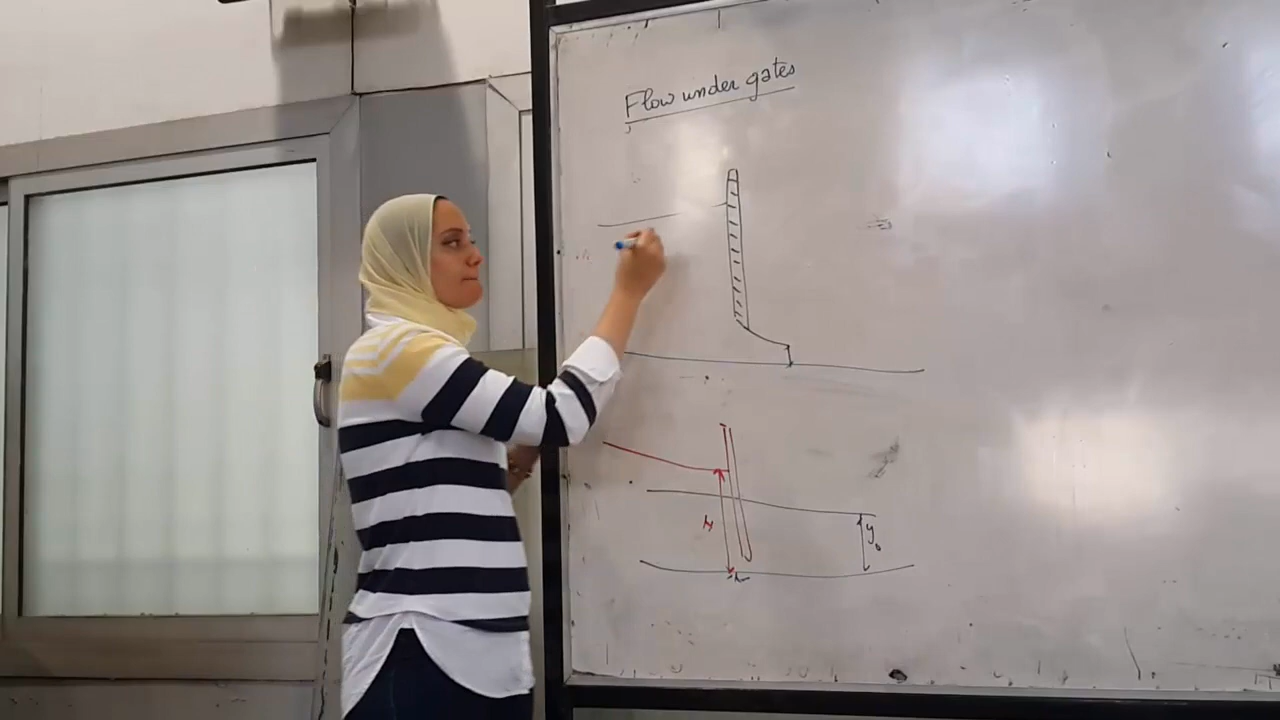 Flow under gates
y₀